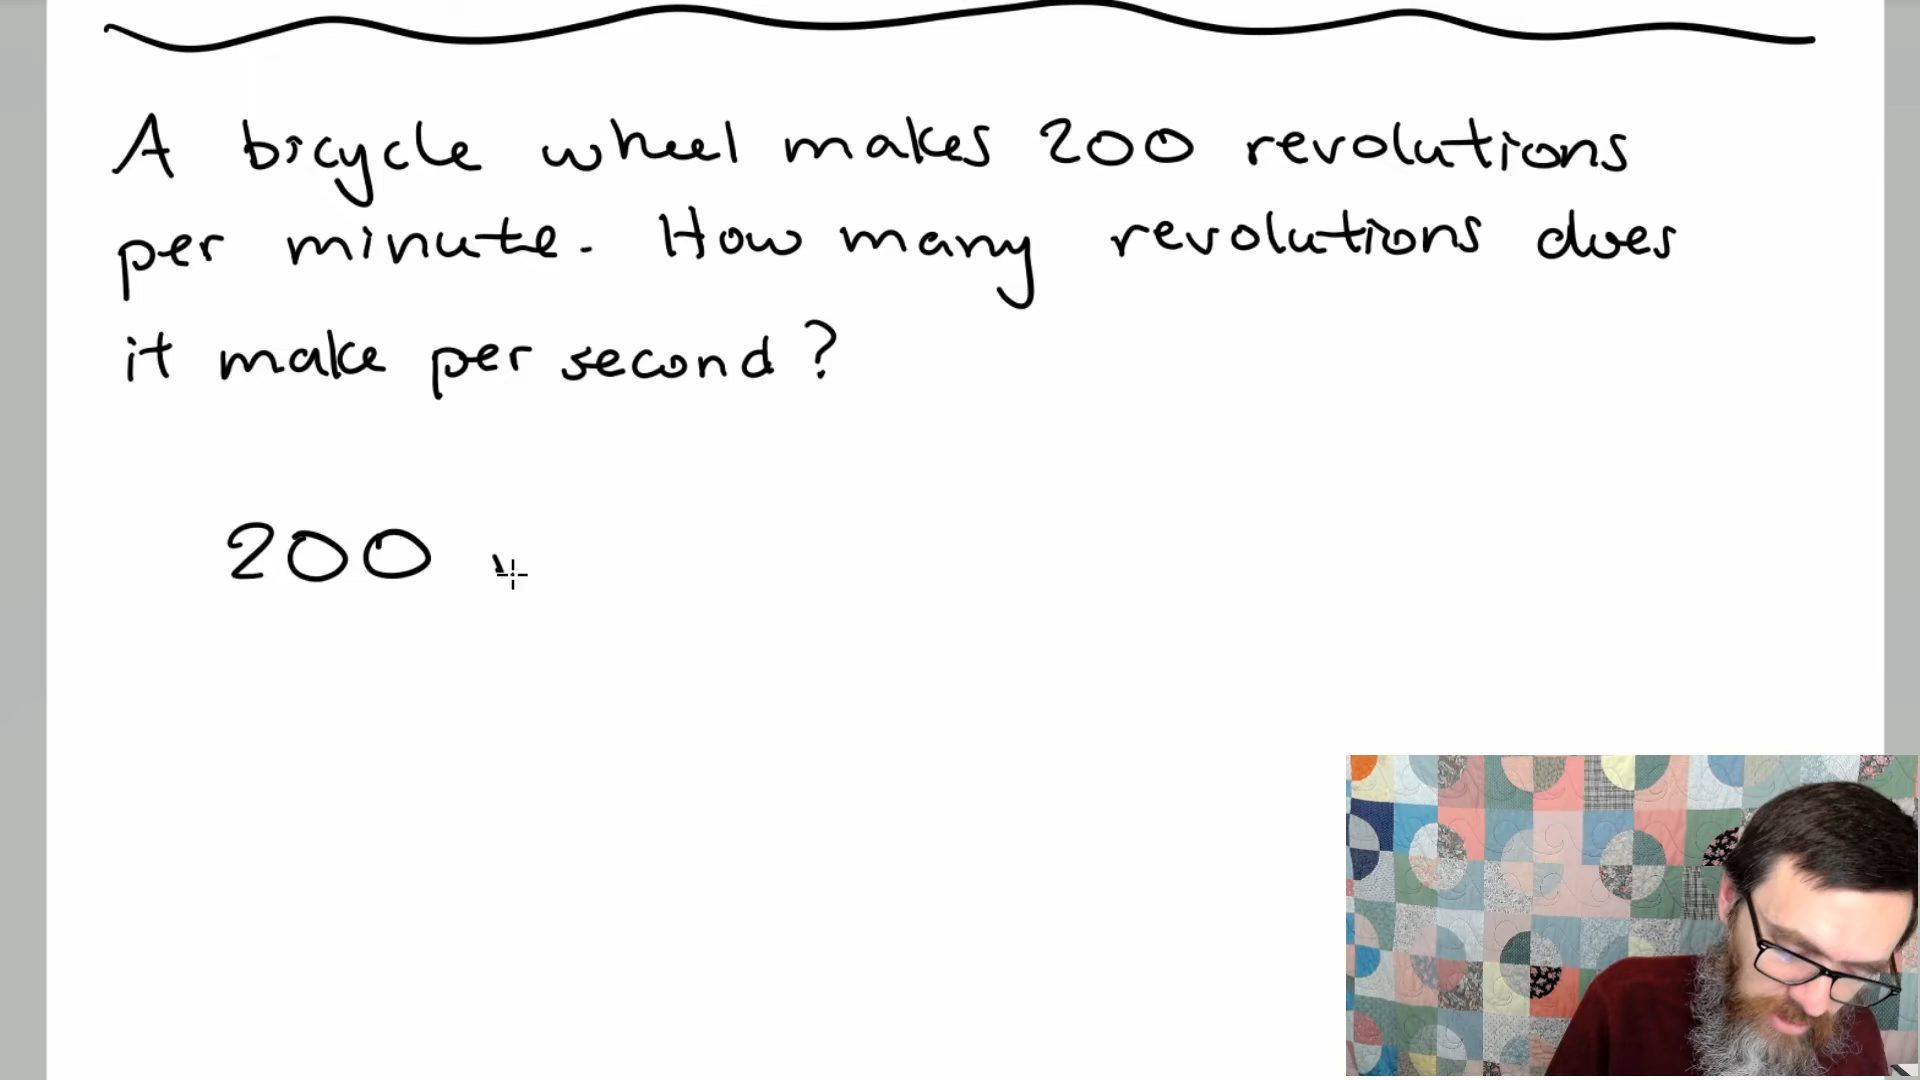 A bicycle wheel makes 200 revolutions
per minute. How many revolutions does
it make per second?
200